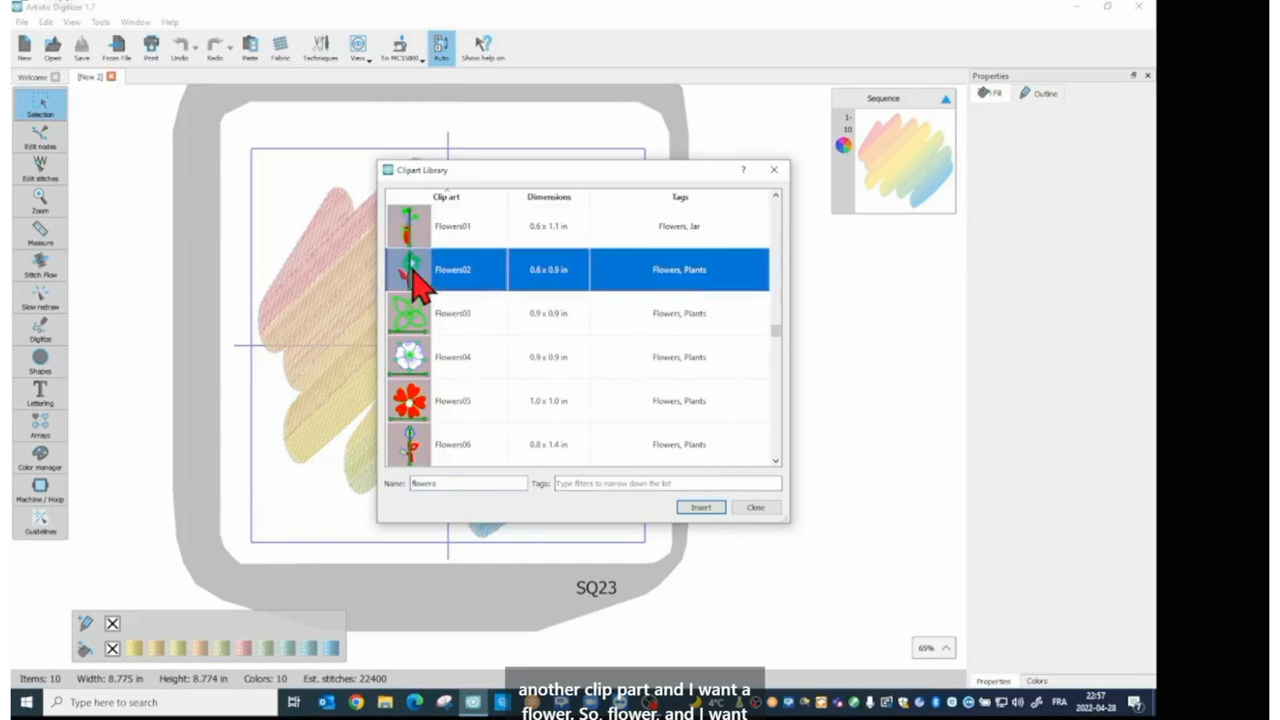 Artistic Digitizer 1.7
File Edit View Tools Window Help
New Open Save From File Print Undo Redo Paste Fabric Techniques View To MC15000 Auto Show help on
Welcome [New 2]
Properties
Fill Outline
Selection
Edit nodes
Edit stitches
Zoom
Measure
Stitch Flow
Slow redraw
Digitize
Shapes
Lettering
Arrays
Color manager
Machine / Hoop
Guidelines
Sequence
1-
10
Clipart Library
?
Clip art Dimensions Tags
Flowers01 0.6 x 1.1 in Flowers, Jar
Flowers02 0.6 x 0.9 in Flowers, Plants
Flowers03 0.9 x 0.9 in Flowers, Plants
Flowers04 0.9 x 0.9 in Flowers, Plants
Flowers05 1.0 x 1.0 in Flowers, Plants
Flowers06 0.8 x 1.4 in Flowers, Plants
Name: flowers Tags: Type filters to narrow down the list
Insert Close
SQ23
65%
Items: 10 Width: 8.775 in Height: 8.774 in Colors: 10 Est. stitches: 22400
Properties Colors
another clip part and I want a
flower. So, flower, and I want
Type here to search
4°C
FRA
22:57
2022-04-28